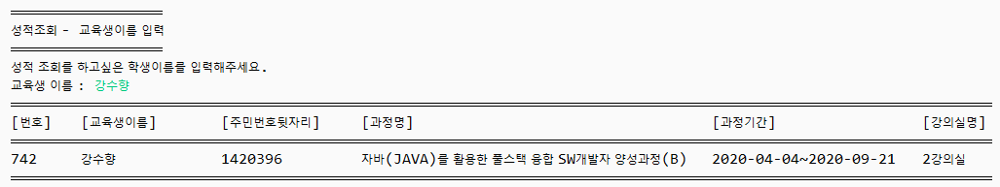 성적조회 - 교육생이름 입력
성적 조회를 하고싶은 학생이름를 입력해주세요.
교육생 이름 : 강수향
[번호] [교육생이름] [주민번호뒷자리] [과정명] [과정기간] [강의실명]
742 강수향 1420396 자바(JAVA)를 활용한 풀스택 융합 SW개발자 양성과정(B) 2020-04-04~2020-09-21 2강의실